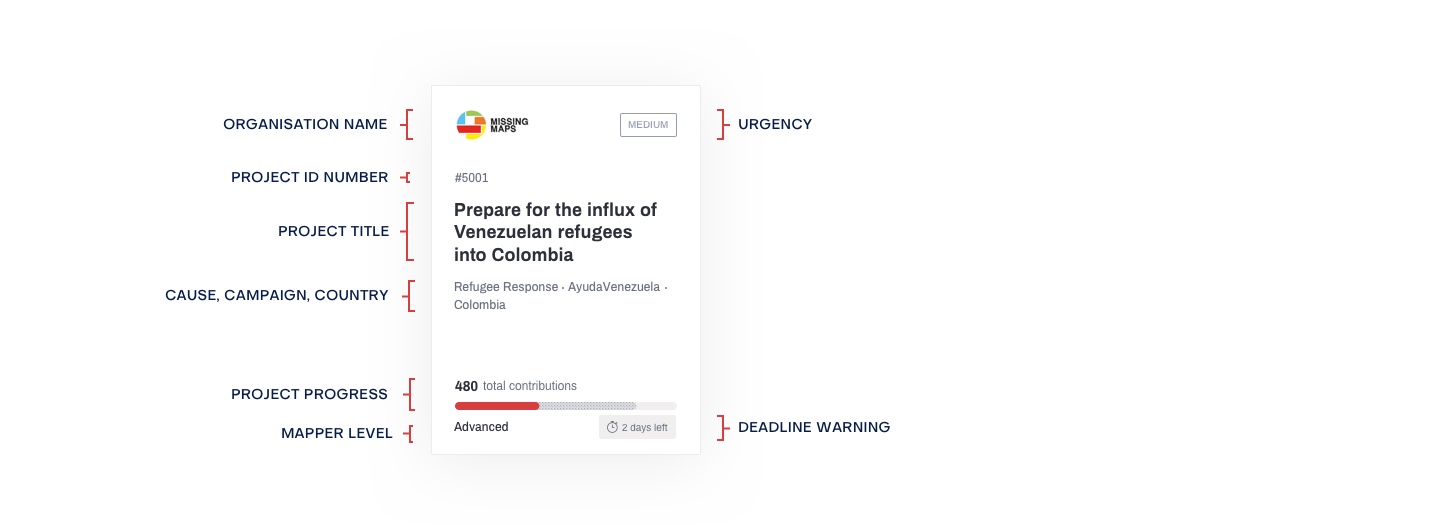 ORGANISATION NAME
MISSING
MAPS
MEDIUM
URGENCY
PROJECT ID NUMBER
#5001
PROJECT TITLE
Prepare for the influx of
Venezuelan refugees
into Colombia
CAUSE, CAMPAIGN, COUNTRY
Refugee Response · AyudaVenezuela ·
Colombia
PROJECT PROGRESS
480 total contributions
MAPPER LEVEL
Advanced
2 days left
DEADLINE WARNING